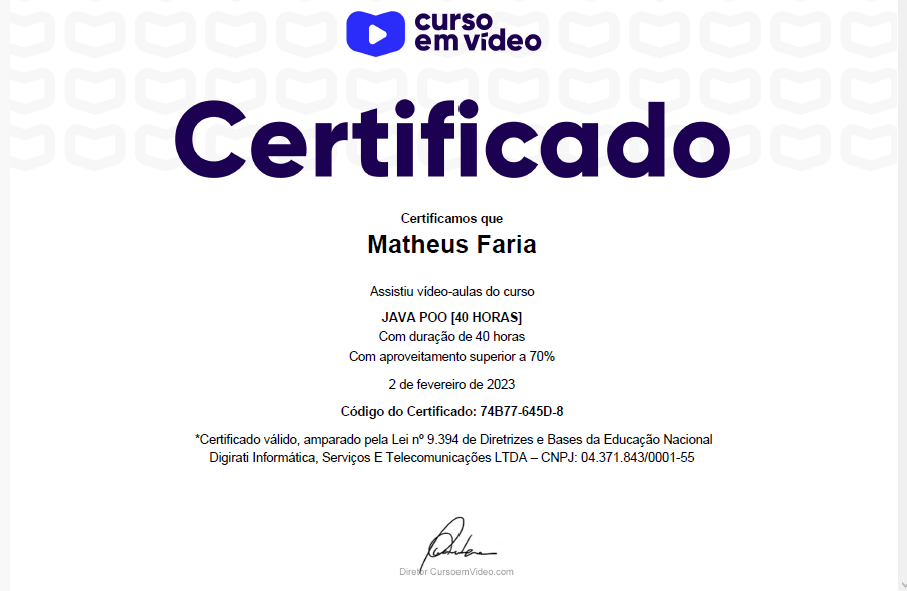 curso
em vídeo
Certificado
Certificamos que
Matheus Faria
Assistiu vídeo-aulas do curso
JAVA POO [40 HORAS]
Com duração de 40 horas
Com aproveitamento superior a 70%
2 de fevereiro de 2023
Código do Certificado: 74B77-645D-8
*Certificado válido, amparado pela Lei nº 9.394 de Diretrizes e Bases da Educação Nacional
Digirati Informática, Serviços E Telecomunicações LTDA – CNPJ: 04.371.843/0001-55
Diretor CursoemVideo.com